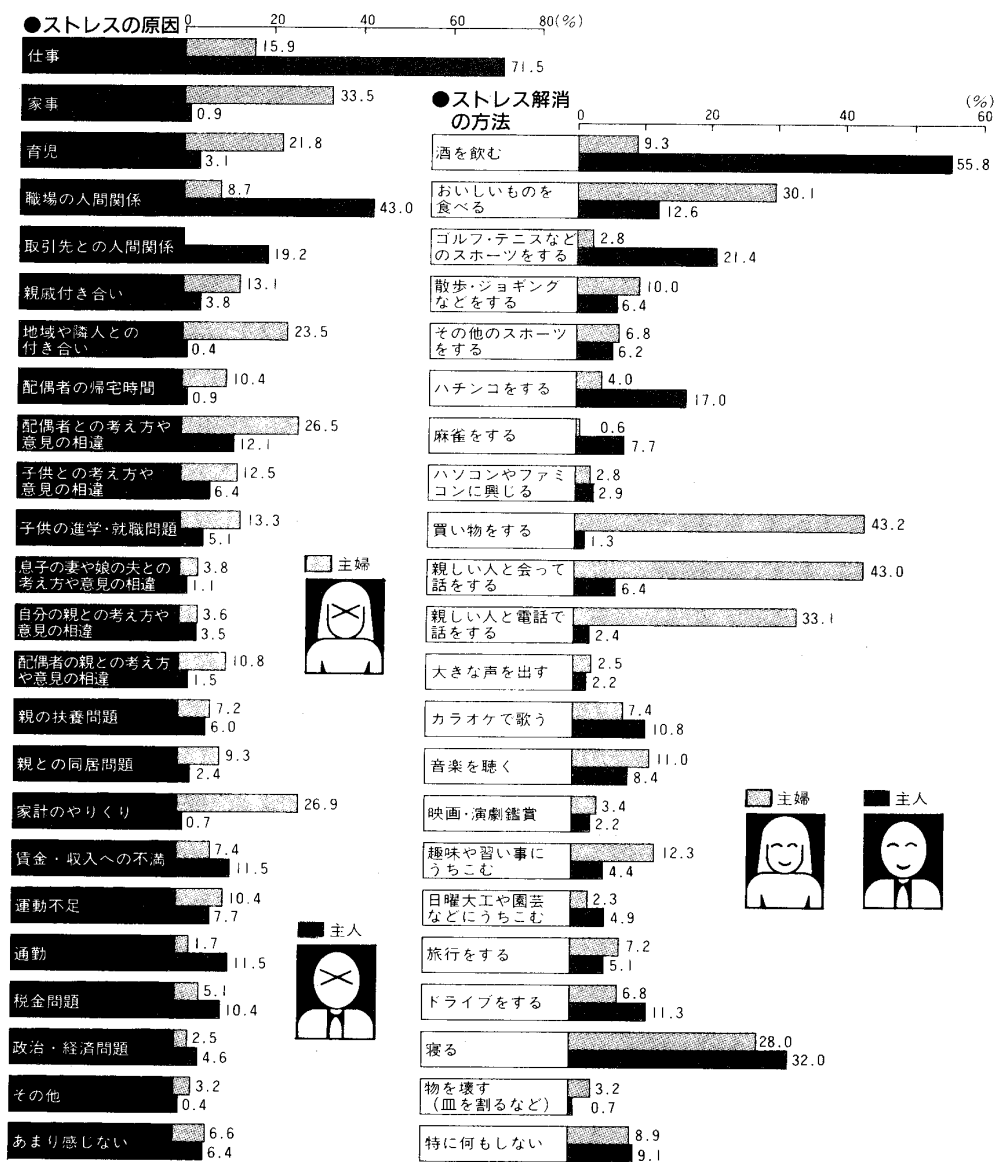 ●ストレスの原因
0 20 40 60 80(%)
仕事
15.9
71.5
家事
33.5
0.9
育児
21.8
3.1
職場の人間関係
8.7
43.0
取引先との人間関係
19.2
親戚付き合い
13.1
3.8
地域や隣人との
付き合い
23.5
0.4
配偶者の帰宅時間
10.4
0.9
配偶者との考え方や
意見の相違
26.5
12.1
子供との考え方や
意見の相違
12.5
6.4
子供の進学・就職問題
13.3
5.1
息子の妻や娘の夫との
考え方や意見の相違
3.8
1.1
自分の親との考え方や
意見の相違
3.6
3.5
配偶者の親との考え方
や意見の相違
10.8
1.5
親の扶養問題
7.2
6.0
親との同居問題
9.3
2.4
家計のやりくり
26.9
0.7
賃金・収入への不満
7.4
11.5
運動不足
10.4
7.7
通勤
1.7
11.5
税金問題
5.1
10.4
政治・経済問題
2.5
4.6
その他
3.2
0.4
あまり感じない
6.6
6.4
主婦
主人
●ストレス解消
の方法
(%)
0 20 40 60
酒を飲む
9.3
55.8
おいしいものを
食べる
30.1
12.6
ゴルフ・テニスなど
のスポーツをする
2.8
21.4
散歩・ジョギング
などをする
10.0
6.4
その他のスポーツ
をする
6.8
6.2
パチンコをする
4.0
17.0
麻雀をする
0.6
7.7
パソコンやファミ
コンに興じる
2.8
2.9
買い物をする
43.2
1.3
親しい人と会って
話をする
43.0
6.4
親しい人と電話で
話をする
33.1
2.4
大きな声を出す
2.5
2.2
カラオケで歌う
7.4
10.8
音楽を聴く
11.0
8.4
映画・演劇鑑賞
3.4
2.2
趣味や習い事に
うちこむ
12.3
4.4
日曜大工や園芸
などにうちこむ
2.3
4.9
旅行をする
7.2
5.1
ドライブをする
6.8
11.3
寝る
28.0
32.0
物を壊す
(皿を割るなど)
3.2
0.7
特に何もしない
8.9
9.1
主婦
主人